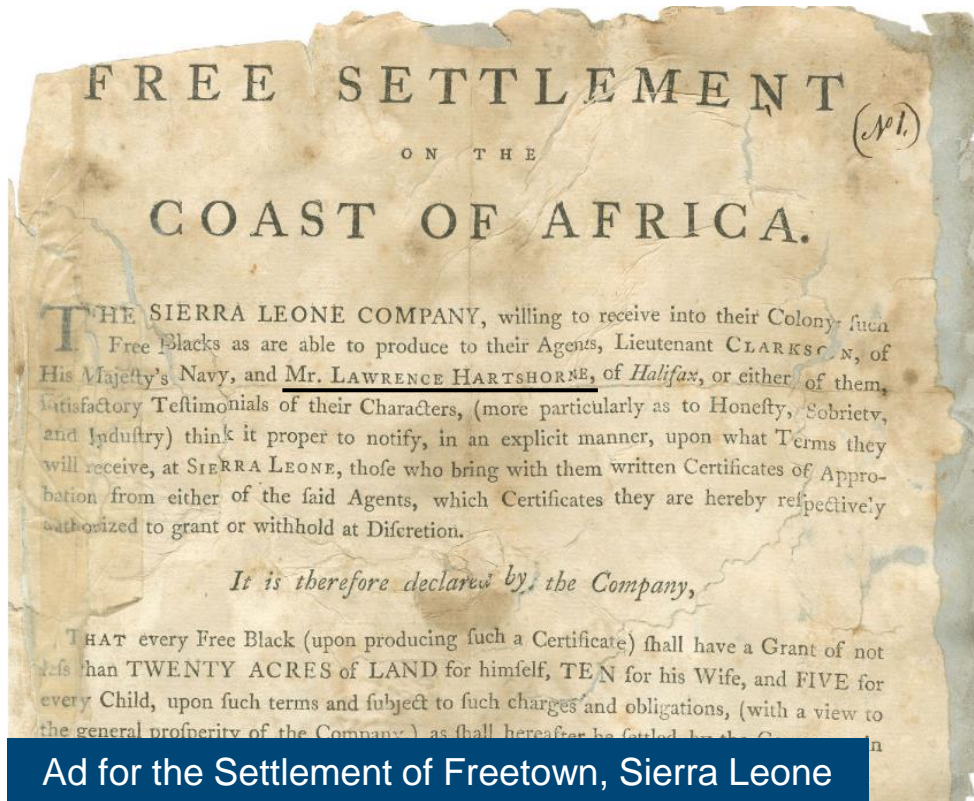 FREE SETTLEMENT
(No 1.)
ON THE
COAST OF AFRICA.
THE SIERRA LEONE COMPANY, willing to receive into their Colony ſuch
Free Blacks as are able to produce to their Agents, Lieutenant CLARKSON, of
His Majeſty's Navy, and Mr. LAWRENCE HARTSHORNE, of Halifax, or either of them,
ſatisfactory Teſtimonials of their Characters, (more particularly as to Honeſty, Sobriety,
and Induſtry) think it proper to notify, in an explicit manner, upon what Terms they
will receive, at SIERRA LEONE, thoſe who bring with them written Certificates of Appro-
bation from either of the ſaid Agents, which Certificates they are hereby reſpectively
authorized to grant or withhold at Diſcretion.
It is therefore declared by the Company,
THAT every Free Black (upon producing ſuch a Certificate) ſhall have a Grant of not
leſs than TWENTY ACRES of LAND for himſelf, TEN for his Wife, and FIVE for
every Child, upon ſuch terms and ſubject to ſuch charges and obligations, (with a view to
the general proſperity of the Company,) as ſhall hereafter be ſettled by the
Ad for the Settlement of Freetown, Sierra Leone